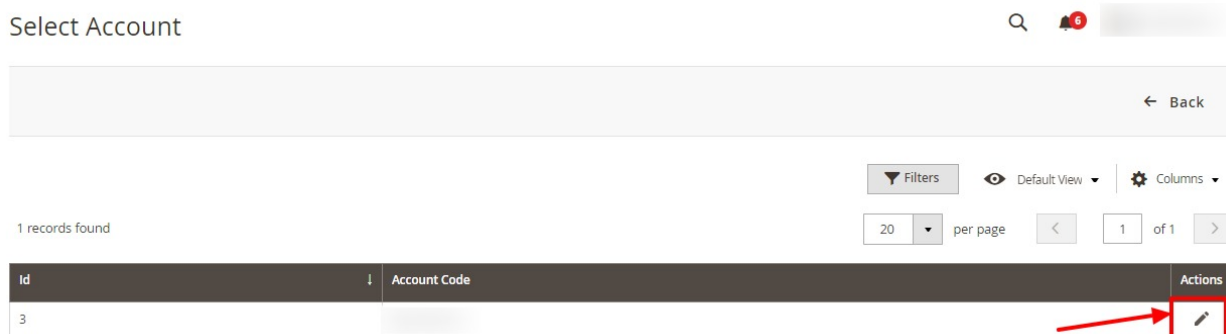 Select Account
6
Back
Filters
Default View
Columns
1 records found
20 per page
1 of 1
Id Account Code Actions
3